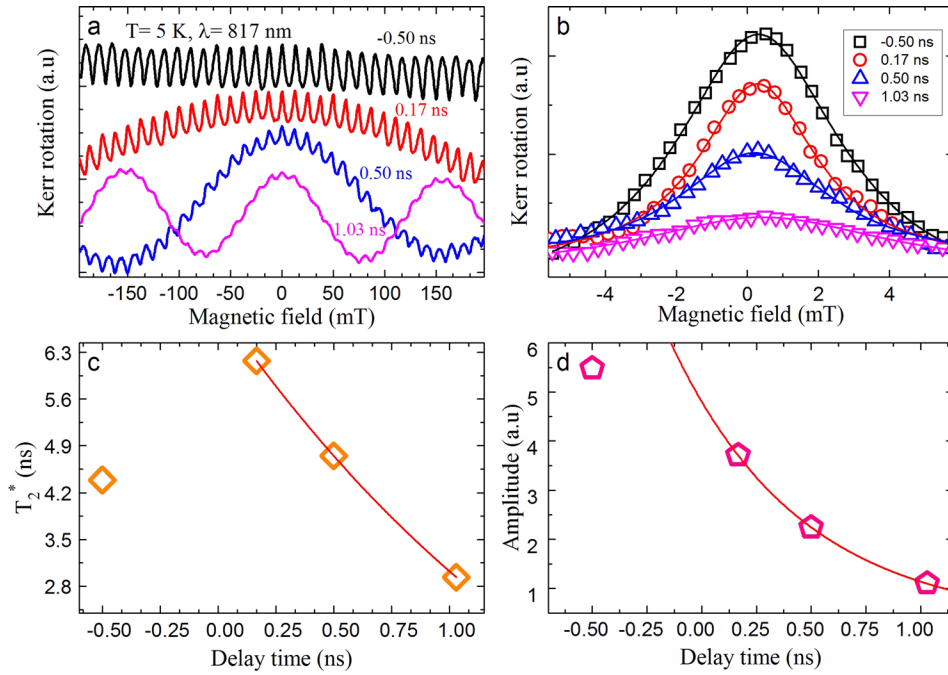 a
T= 5 K, λ= 817 nm
-0.50 ns
0.17 ns
0.50 ns
1.03 ns
Kerr rotation (a.u)
-150 -100 -50 0 50 100 150
Magnetic field (mT)
b
-0.50 ns
0.17 ns
0.50 ns
1.03 ns
Kerr rotation (a.u)
-4 -2 0 2 4
Magnetic field (mT)
c
6.3
5.6
4.9
4.2
3.5
2.8
T2* (ns)
-0.50 -0.25 0.00 0.25 0.50 0.75 1.00
Delay time (ns)
d
6
5
4
3
2
1
Amplitude (a.u)
-0.50 -0.25 0.00 0.25 0.50 0.75 1.00
Delay time (ns)